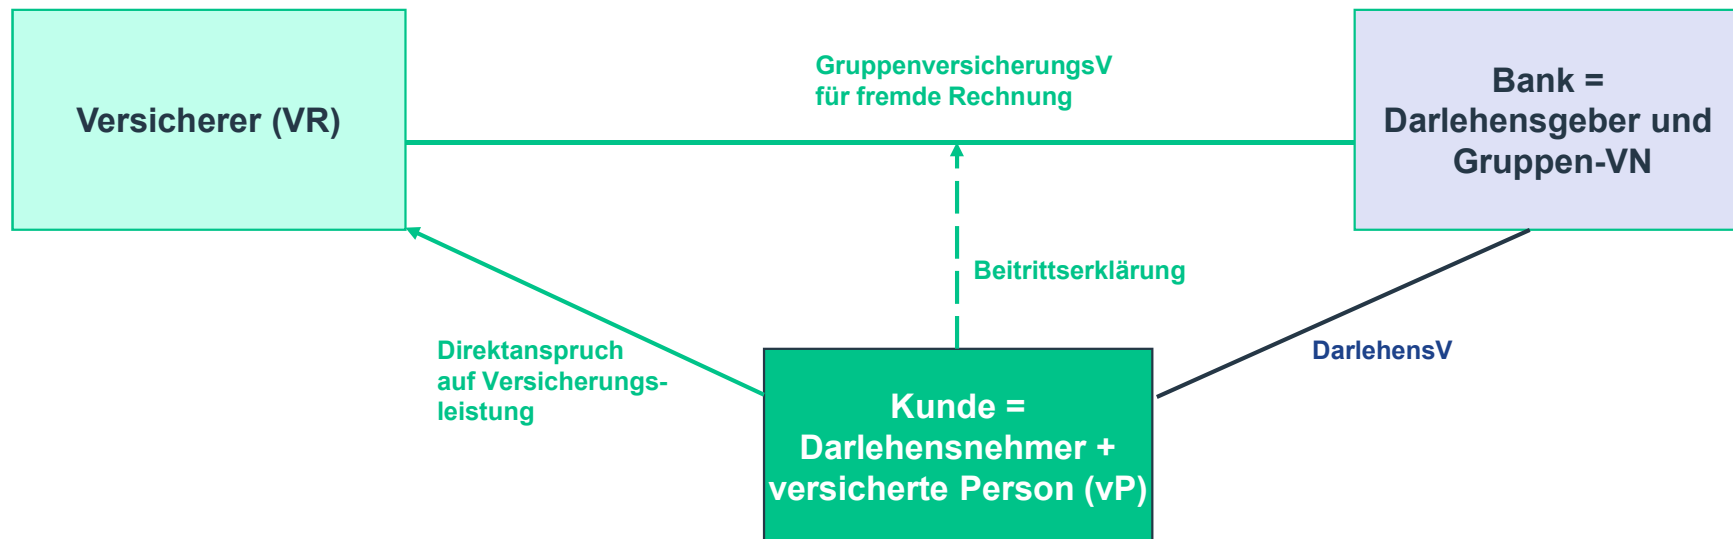 Versicherer (VR)
GruppenversicherungsV
für fremde Rechnung
Bank =
Darlehensgeber und
Gruppen-VN
Beitrittserklärung
Direktanspruch
auf Versicherungs-
leistung
DarlehensV
Kunde =
Darlehensnehmer +
versicherte Person (vP)